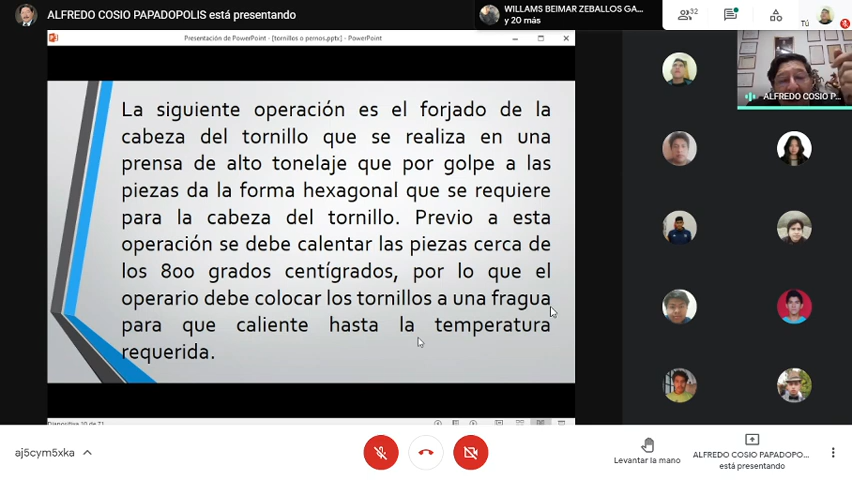 ALFREDO COSIO PAPADOPOLIS está presentando
WILLAMS BEIMAR ZEBALLOS GA...
y 20 más
32
Tú
Presentación de PowerPoint - [tornillos o pernos.pptx] - PowerPoint
ALFREDO COSIO P...
La siguiente operación es el forjado de la
cabeza del tornillo que se realiza en una
prensa de alto tonelaje que por golpe a las
piezas da la forma hexagonal que se requiere
para la cabeza del tornillo. Previo a esta
operación se debe calentar las piezas cerca de
los 800 grados centígrados, por lo que el
operario debe colocar los tornillos a una fragua
para que caliente hasta la temperatura
requerida.
Diapositiva 10 de 71
aj5cym5xka
Levantar la mano
ALFREDO COSIO PAPADOPO...
está presentando